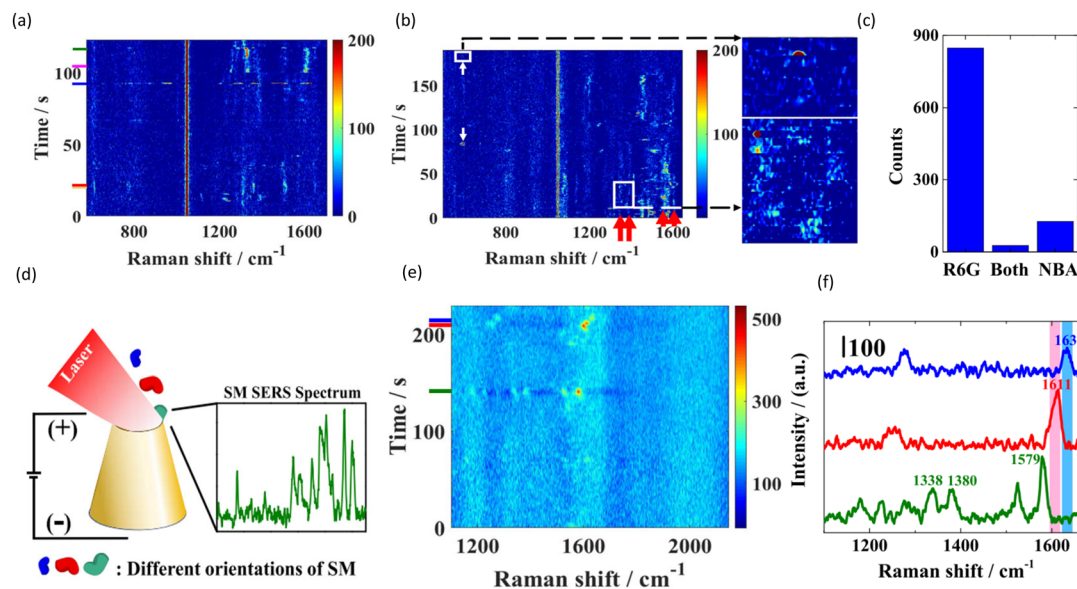 (a)
200
100
0
Time / s
100
50
0
800
1200
1600
Raman shift / cm-1
(b)
200
100
0
Time / s
150
100
50
0
800
1200
1600
Raman shift / cm-1
(c)
900
600
300
0
Counts
R6G Both NBA
(d)
Laser
(+)
(-)
SM SERS Spectrum
: Different orientations of SM
(e)
500
300
100
Time / s
200
100
0
1200
1600
2000
Raman shift / cm-1
(f)
100
163
1611
1579
1338
1380
Intensity / (a.u.)
1200
1400
1600
Raman shift / cm-1